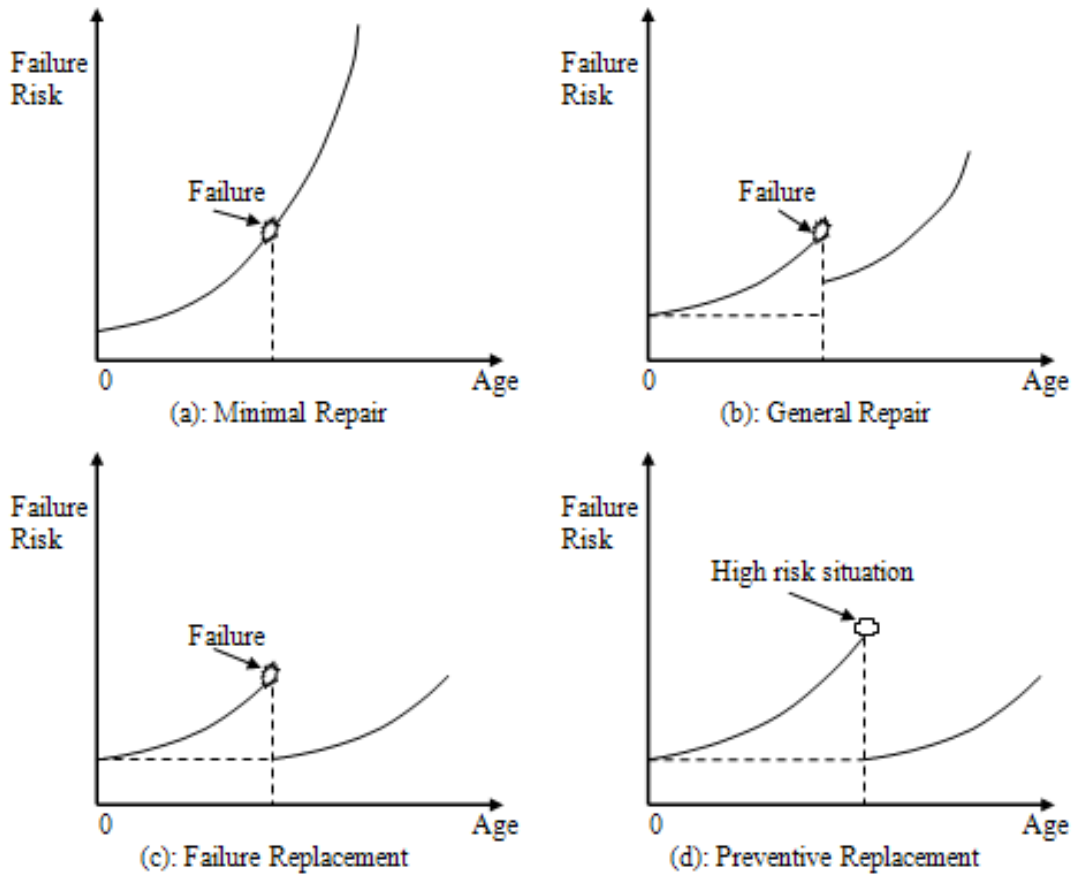 Failure
Risk
Failure
0
Age
(a): Minimal Repair
Failure
Risk
Failure
0
Age
(b): General Repair
Failure
Risk
Failure
0
Age
(c): Failure Replacement
Failure
Risk
High risk situation
0
Age
(d): Preventive Replacement